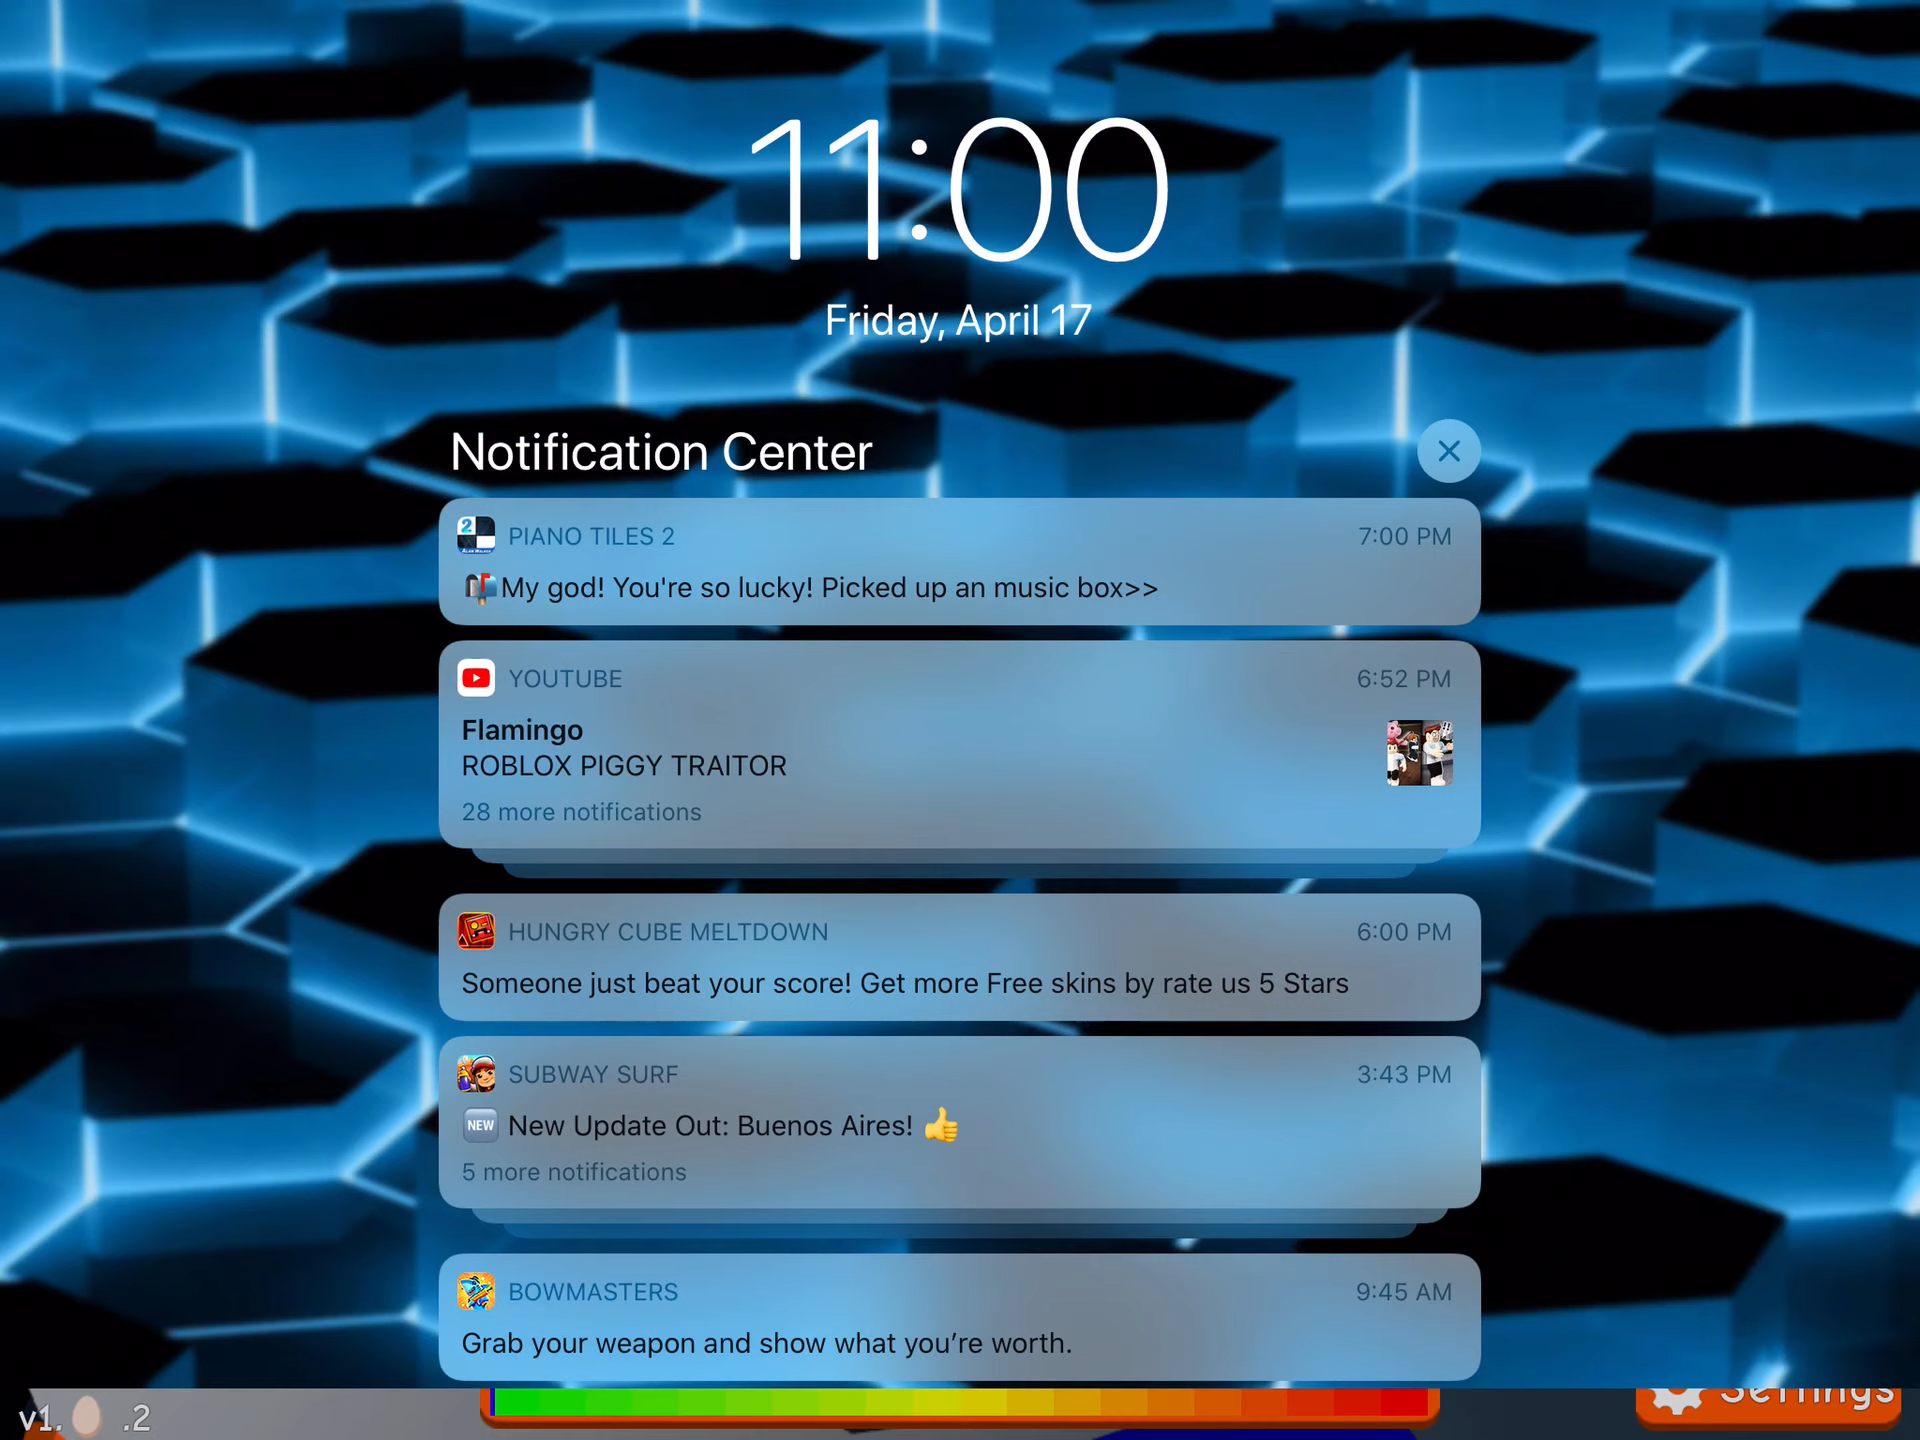 11:00
Friday, April 17
Notification Center
PIANO TILES 2 7:00 PM
📬My god! You're so lucky! Picked up an music box>>
YOUTUBE 6:52 PM
Flamingo
ROBLOX PIGGY TRAITOR
28 more notifications
HUNGRY CUBE MELTDOWN 6:00 PM
Someone just beat your score! Get more Free skins by rate us 5 Stars
SUBWAY SURF 3:43 PM
🆕 New Update Out: Buenos Aires! 👍
5 more notifications
BOWMASTERS 9:45 AM
Grab your weapon and show what you’re worth.
v1.🥚.2
Settings